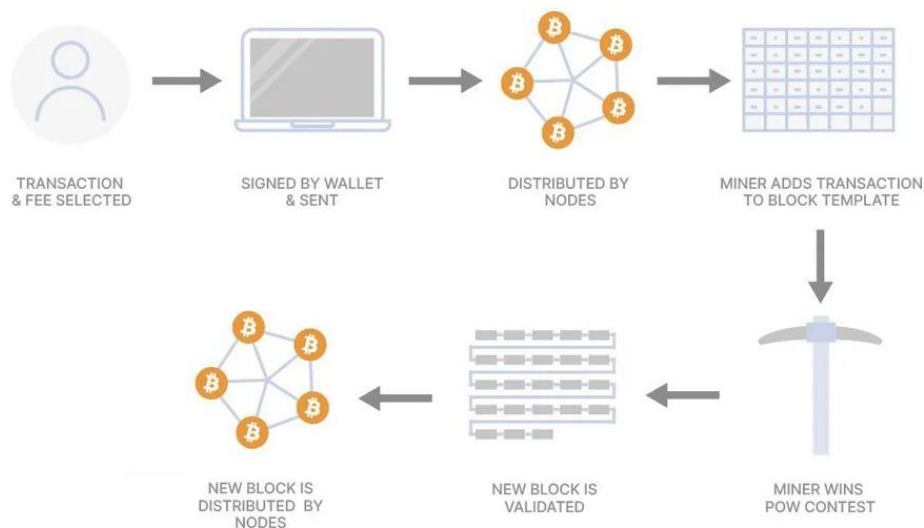 TRANSACTION
& FEE SELECTED
SIGNED BY WALLET
& SENT
DISTRIBUTED BY
NODES
MINER ADDS TRANSACTION
TO BLOCK TEMPLATE
NEW BLOCK IS
DISTRIBUTED BY
NODES
NEW BLOCK IS
VALIDATED
MINER WINS
POW CONTEST